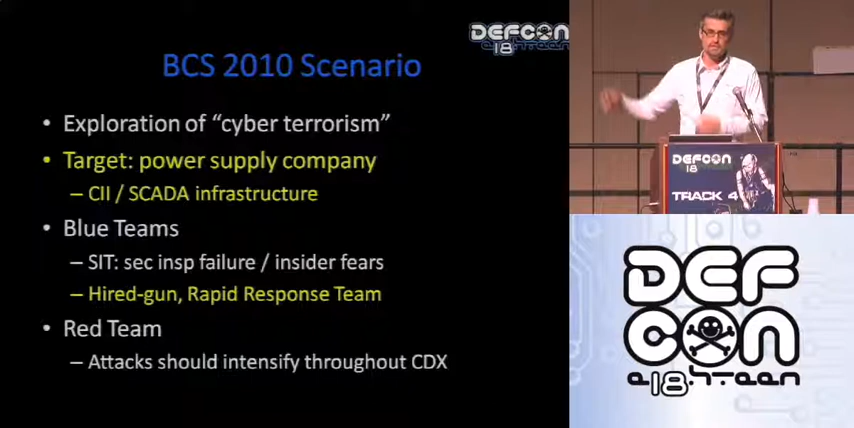 DEFCON
18
BCS 2010 Scenario
• Exploration of “cyber terrorism”
• Target: power supply company
– CII / SCADA infrastructure
• Blue Teams
– SIT: sec insp failure / insider fears
– Hired-gun, Rapid Response Team
• Red Team
– Attacks should intensify throughout CDX
DEFCON
18
TRACK 4
DEF
CON
e18hteen